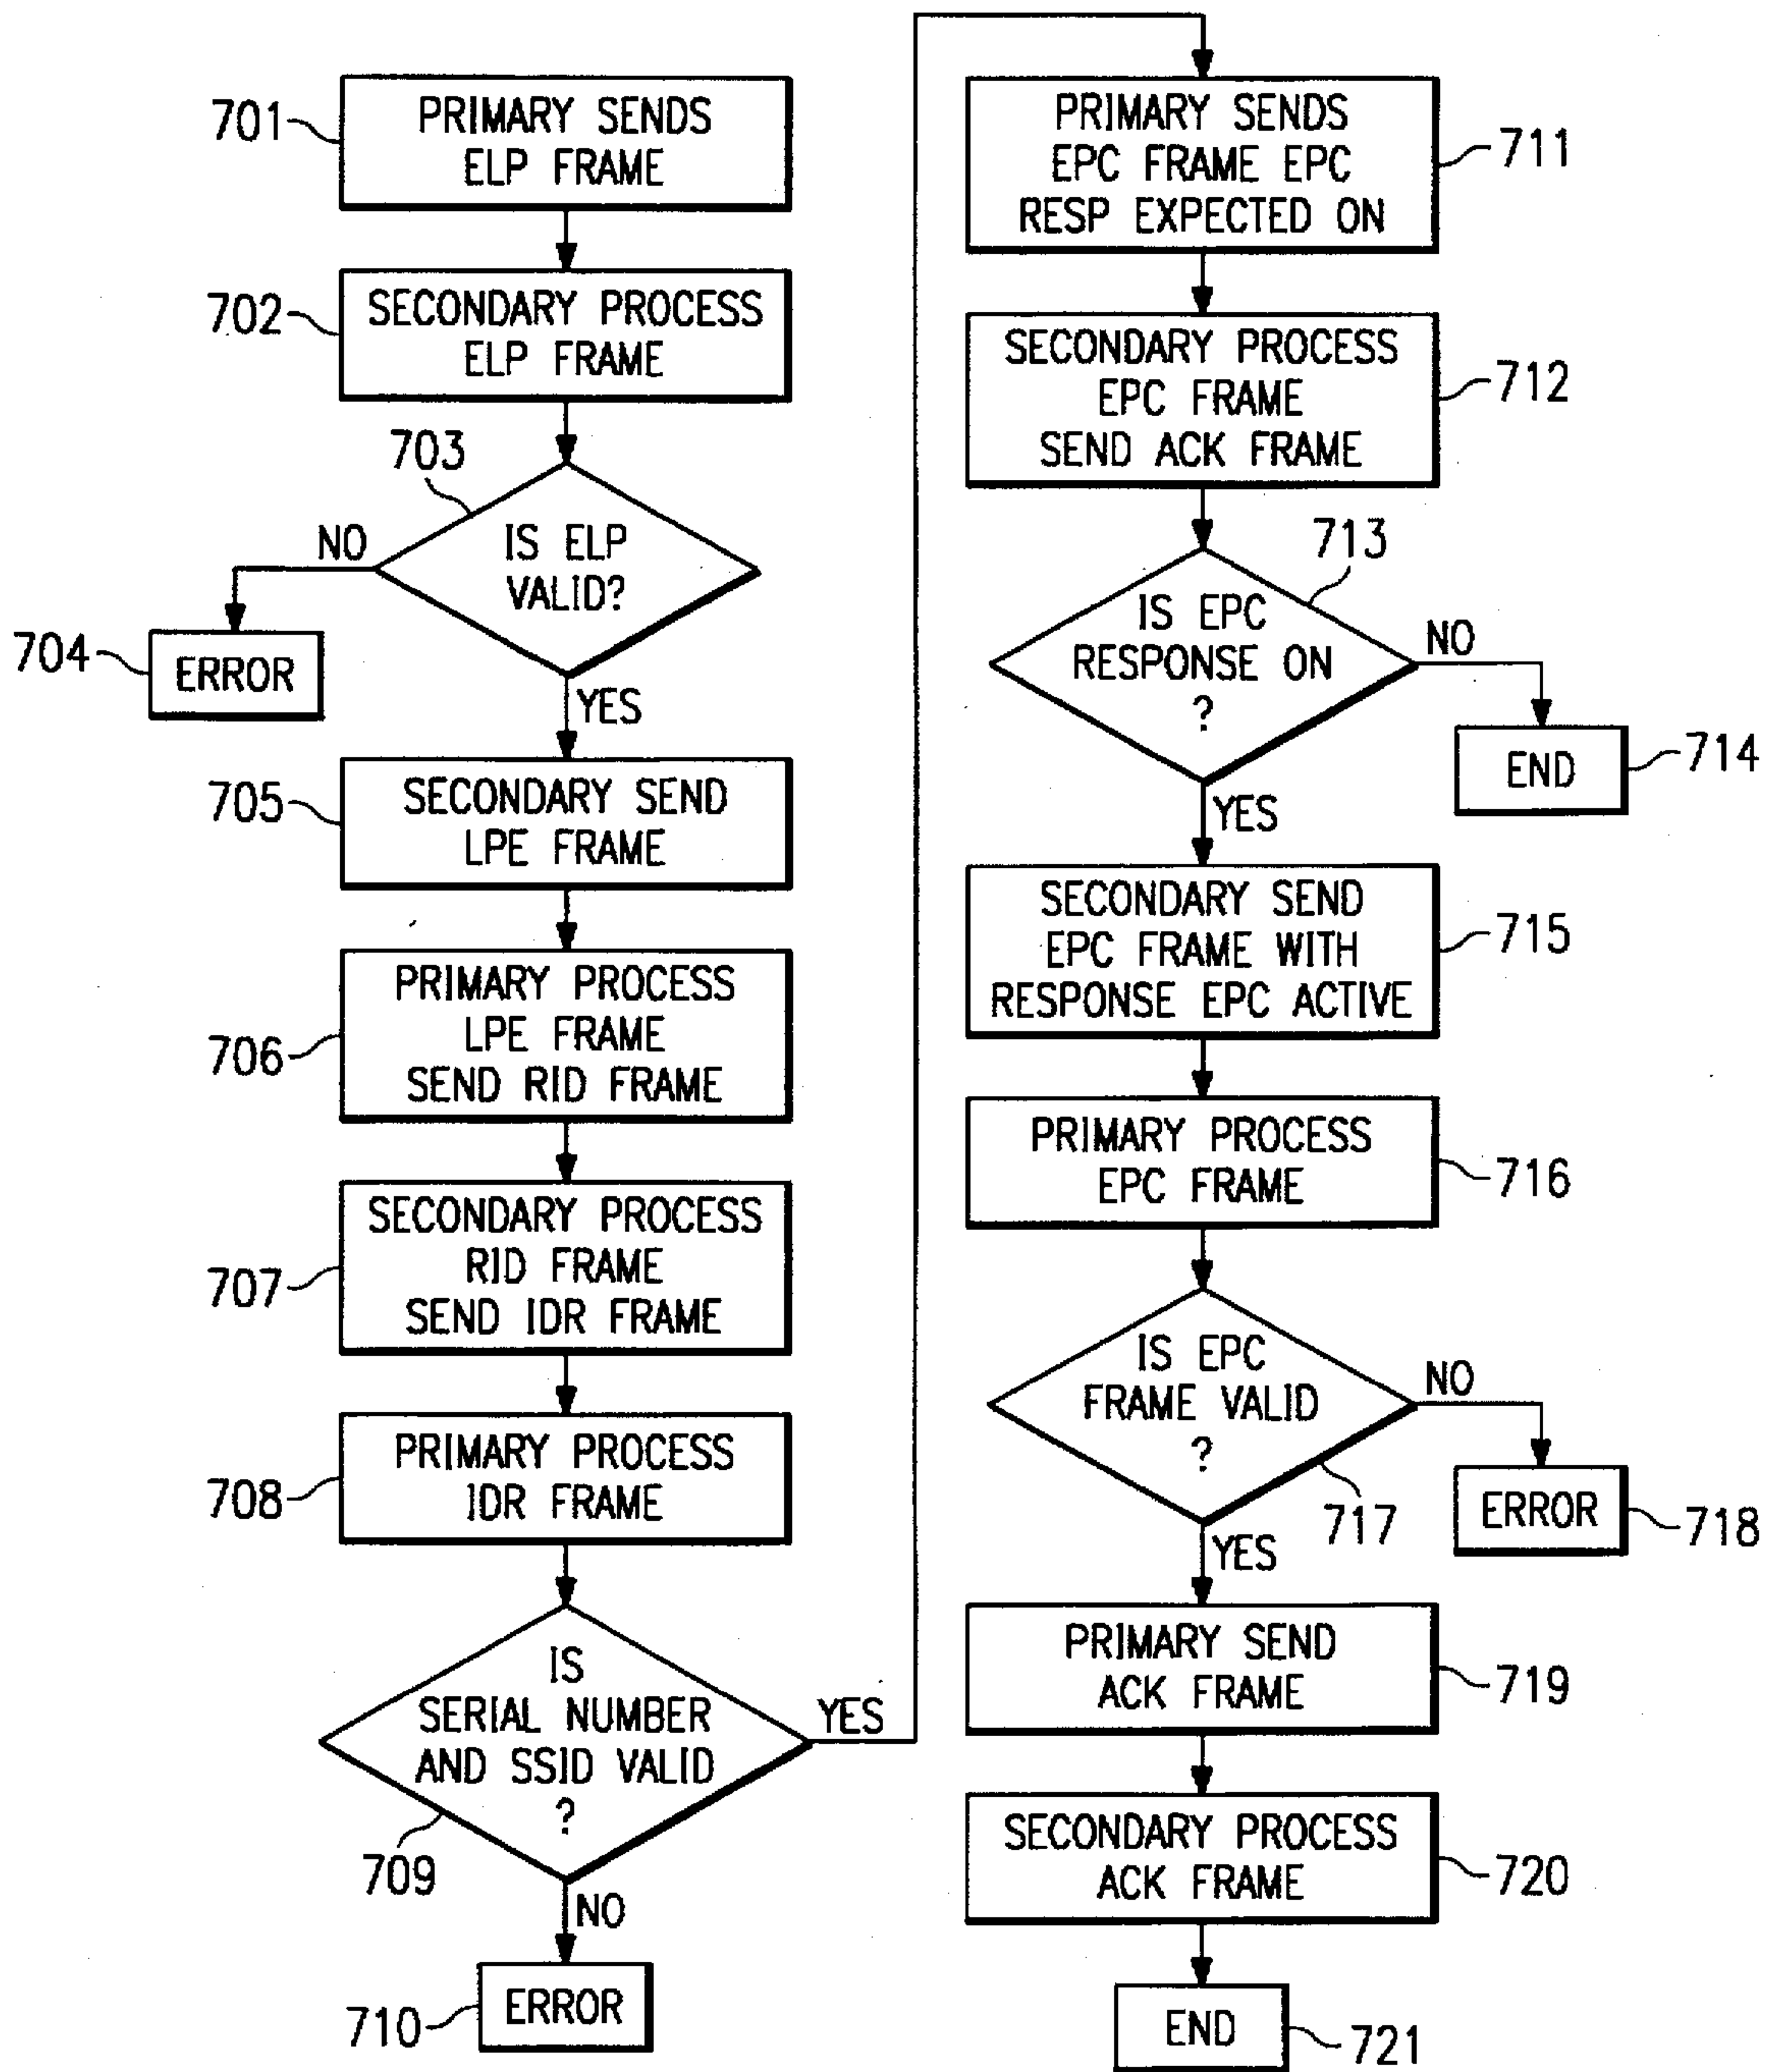 701
PRIMARY SENDS
ELP FRAME
702
SECONDARY PROCESS
ELP FRAME
703
NO
IS ELP
VALID?
704
ERROR
YES
705
SECONDARY SEND
LPE FRAME
706
PRIMARY PROCESS
LPE FRAME
SEND RID FRAME
707
SECONDARY PROCESS
RID FRAME
SEND IDR FRAME
708
PRIMARY PROCESS
IDR FRAME
IS
SERIAL NUMBER
AND SSID VALID
?
YES
709
NO
710
ERROR
PRIMARY SENDS
EPC FRAME EPC
RESP EXPECTED ON
711
SECONDARY PROCESS
EPC FRAME
SEND ACK FRAME
712
713
IS EPC
RESPONSE ON
?
NO
END
714
YES
SECONDARY SEND
EPC FRAME WITH
RESPONSE EPC ACTIVE
715
PRIMARY PROCESS
EPC FRAME
716
IS EPC
FRAME VALID
?
NO
717
ERROR
718
YES
PRIMARY SEND
ACK FRAME
719
SECONDARY PROCESS
ACK FRAME
720
END
721